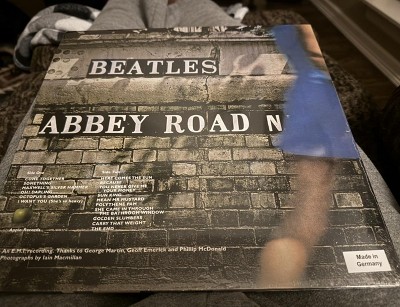 BEATLES
ABBEY ROAD N
Side One
COME TOGETHER
SOMETHING
MAXWELL'S SILVER HAMMER
OH! DARLING
OCTOPUS'S GARDEN
I WANT YOU (She's so heavy)
HERE COMES THE SUN
BECAUSE
YOU NEVER GIVE ME
YOUR MONEY
SUN KING
MEAN MR MUSTARD
POLYTHENE PAM
SHE CAME IN THROUGH
THE BATHROOM WINDOW
GOLDEN SLUMBERS
CARRY THAT WEIGHT
THE END
Apple Records
An E.M.I. recording. Thanks to George Martin, Geoff Emerick and Phillip McDonald
Photographs by Iain Macmillan
Made in
Germany